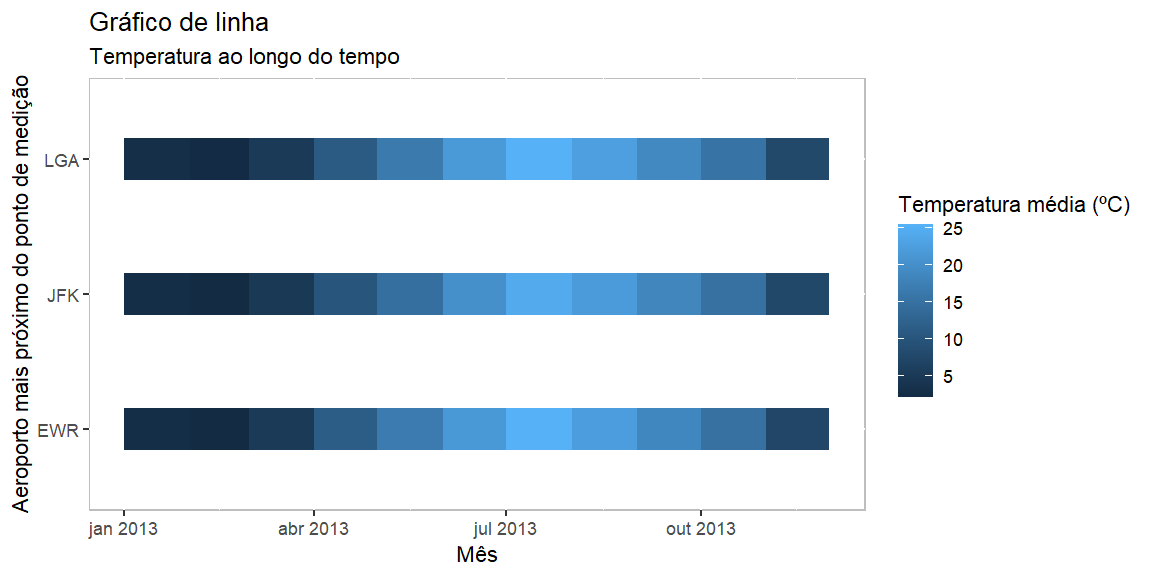 Gráfico de linha
Temperatura ao longo do tempo
Aeroporto mais próximo do ponto de medição
LGA
JFK
EWR
jan 2013
abr 2013
jul 2013
out 2013
Mês
Temperatura média (ºC)
25
20
15
10
5